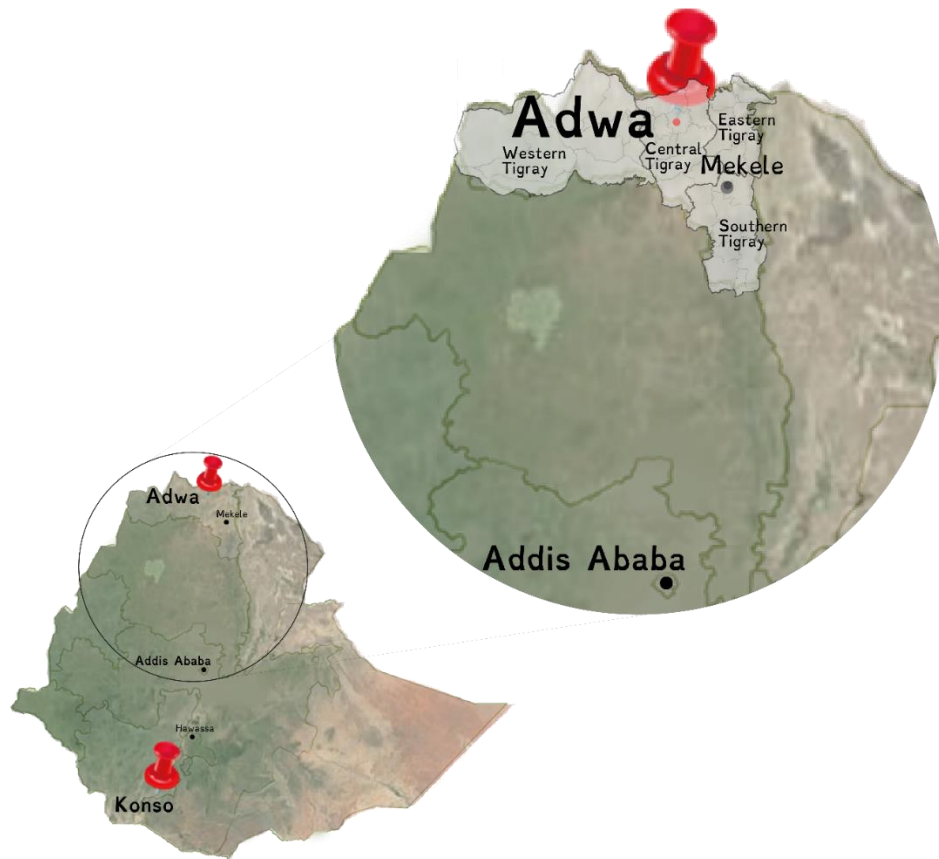 Adwa
Eastern
Tigray
Western
Tigray
Central
Tigray
Mekele
Southern
Tigray
Addis Ababa
Adwa
Mekele
Addis Ababa
Hawassa
Konso